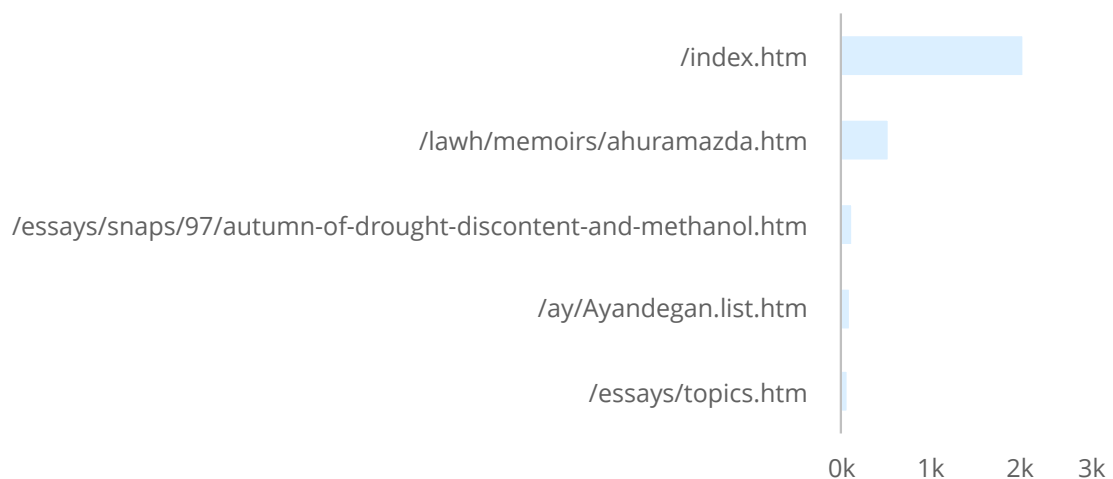 /index.htm
/lawh/memoirs/ahuramazda.htm
/essays/snaps/97/autumn-of-drought-discontent-and-methanol.htm
/ay/Ayandegan.list.htm
/essays/topics.htm
0k 1k 2k 3k